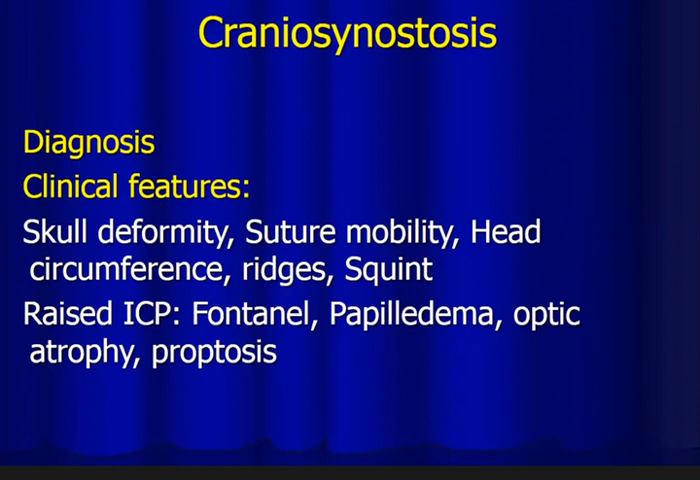 Craniosynostosis
Diagnosis
Clinical features:
Skull deformity, Suture mobility, Head
circumference, ridges, Squint
Raised ICP: Fontanel, Papilledema, optic
atrophy, proptosis